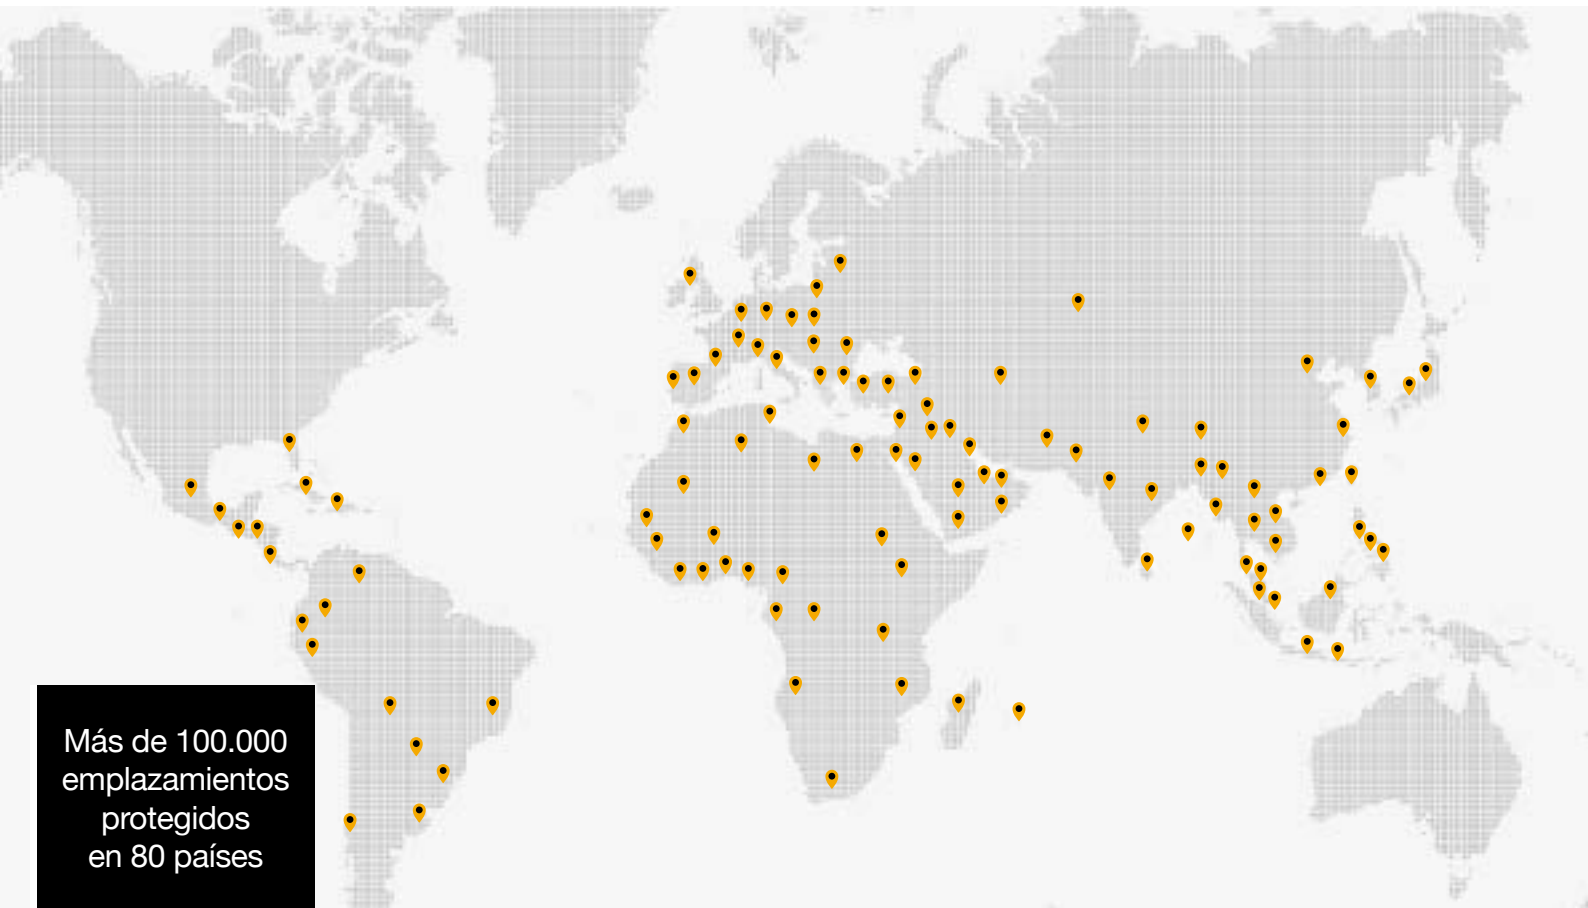 Más de 100.000
emplazamientos
protegidos
en 80 países